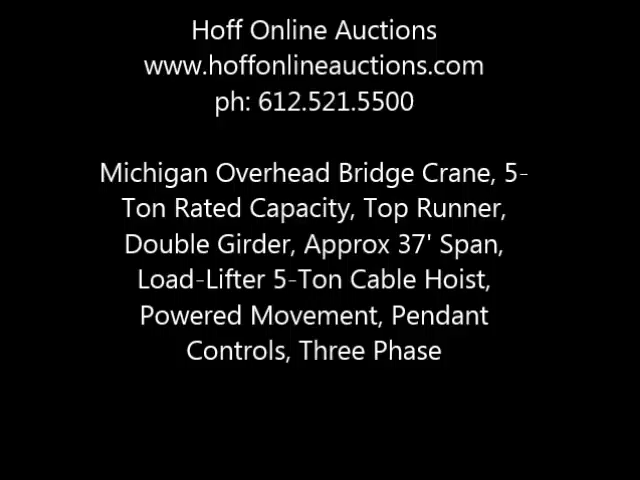 Hoff Online Auctions
www.hoffonlineauctions.com
ph: 612.521.5500
Michigan Overhead Bridge Crane, 5-
Ton Rated Capacity, Top Runner,
Double Girder, Approx 37' Span,
Load-Lifter 5-Ton Cable Hoist,
Powered Movement, Pendant
Controls, Three Phase